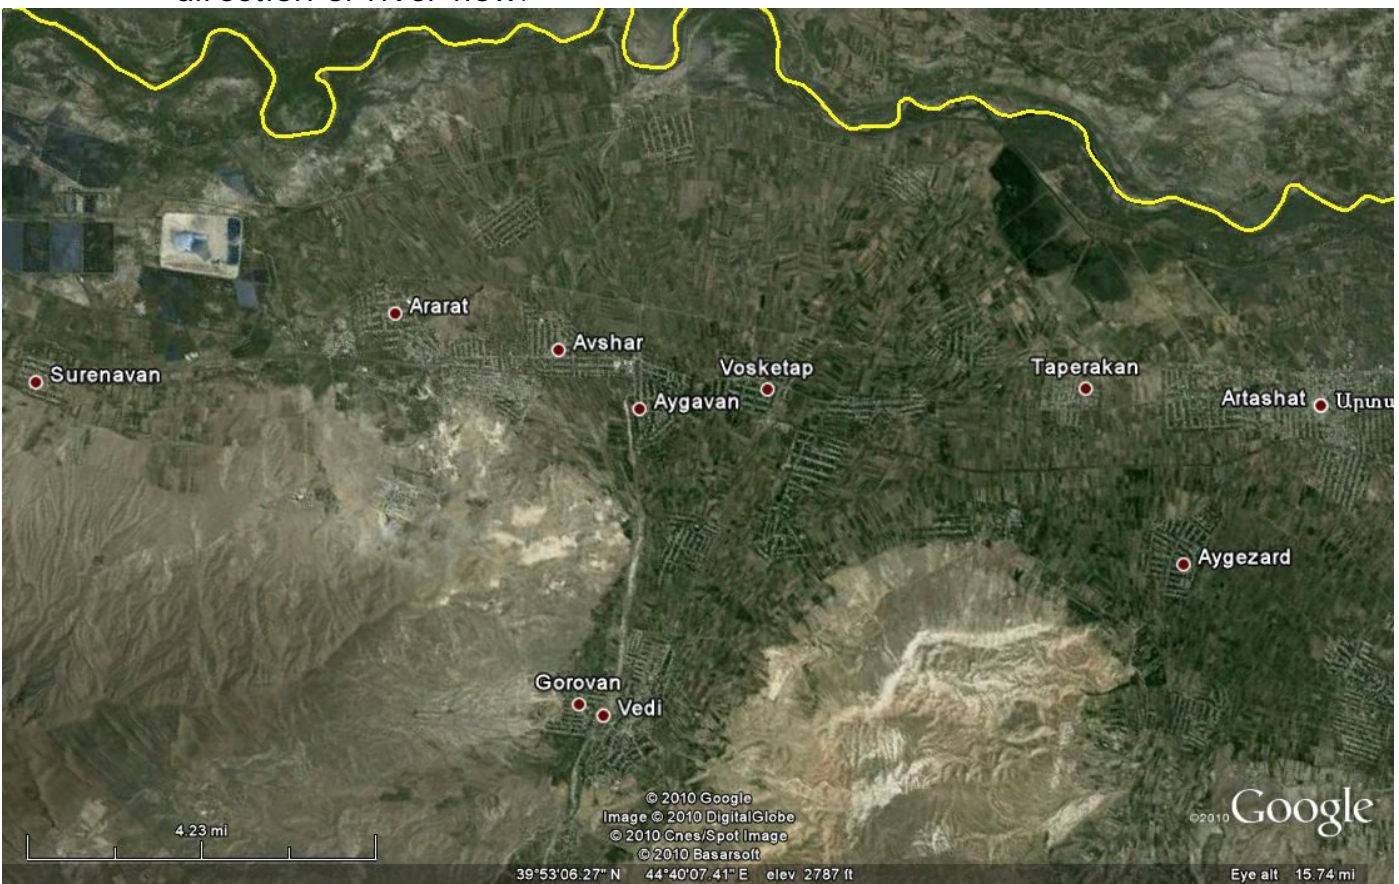 Ararat
Avshar
Surenavan
Vosketap
Taperakan
Aygavan
Artashat
Aygezard
Gorovan
Vedi
© 2010 Google
Image © 2010 DigitalGlobe
© 2010 Cnes/Spot Image
© 2010 Basarsoft
©2010 Google
4.23 mi
39°53'06.27" N 44°40'07.41" E elev 2787 ft
Eye alt 15.74 mi